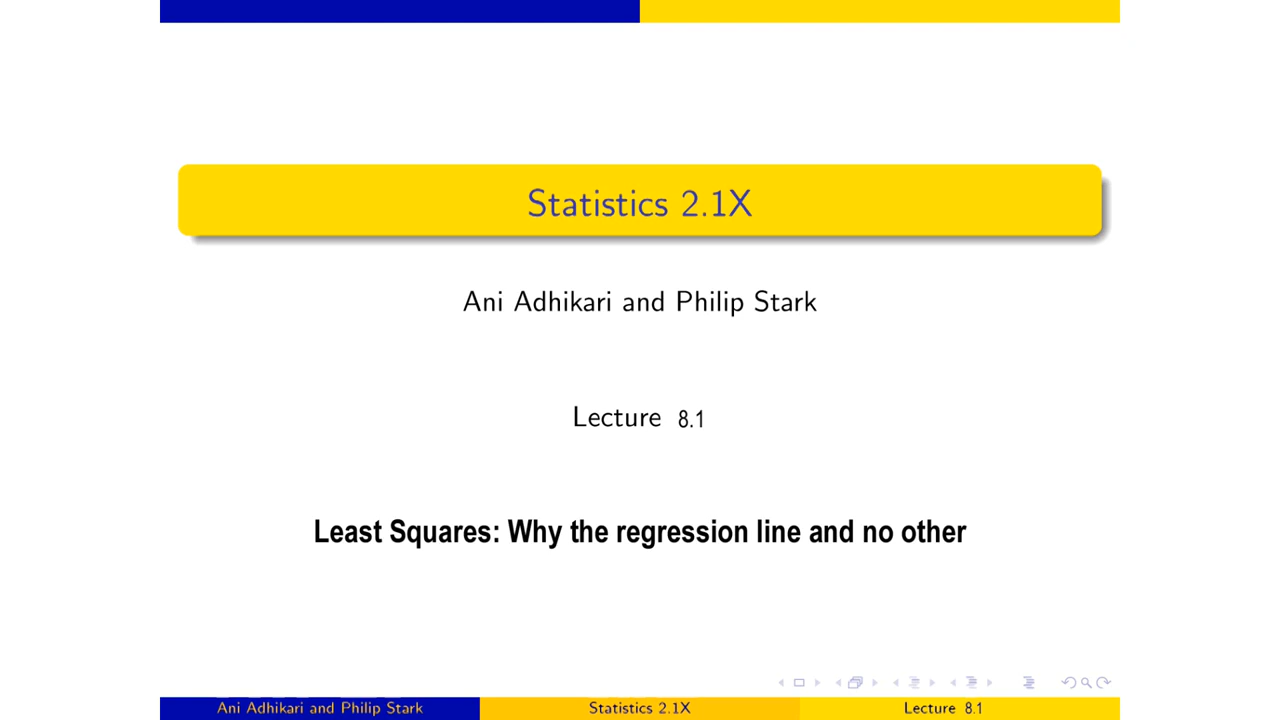 Statistics 2.1X
Ani Adhikari and Philip Stark
Lecture 8.1
Least Squares: Why the regression line and no other
Ani Adhikari and Philip Stark Statistics 2.1X Lecture 8.1